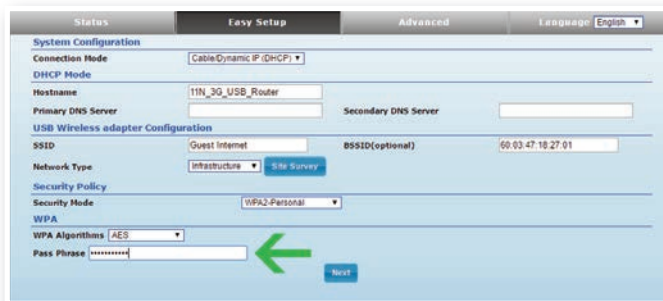 Status Easy Setup Advanced Language English
System Configuration
Connection Mode Cable/Dynamic IP (DHCP)
DHCP Mode
Hostname 11N_3G_USB_Router
Primary DNS Server Secondary DNS Server
USB Wireless adapter Configuration
SSID Guest Internet BSSID(optional) 60:03:47:18:27:01
Network Type Infrastructure Site Survey
Security Policy
Security Mode WPA2-Personal
WPA
WPA Algorithms AES
Pass Phrase •••••••••••
Next